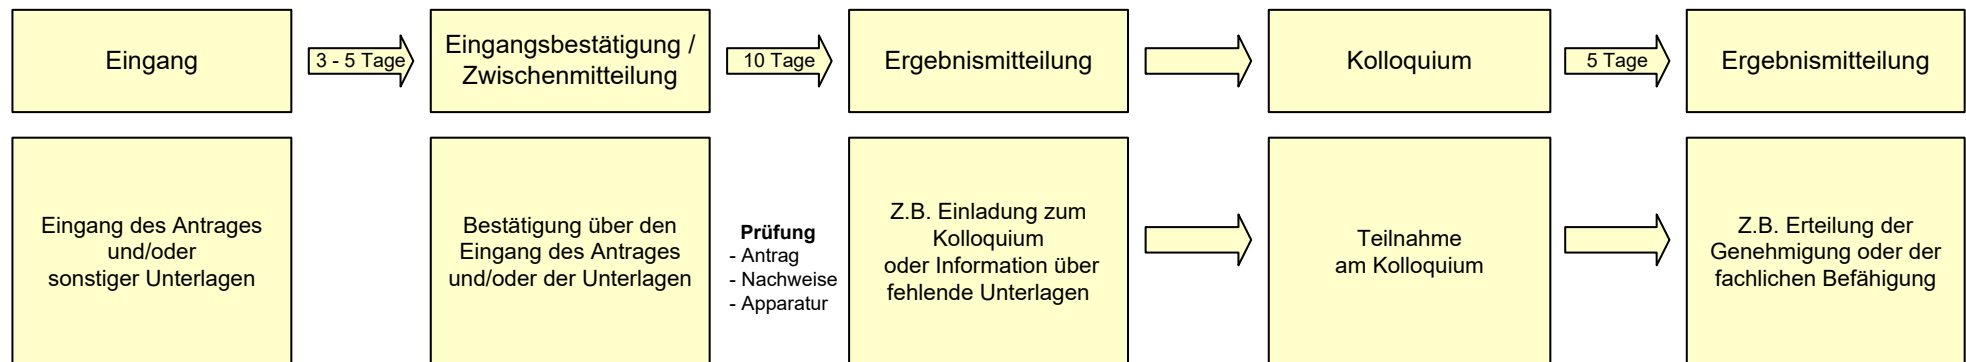 Eingang
3 - 5 Tage
Eingangsbestätigung /
Zwischenmitteilung
10 Tage
Ergebnismitteilung
Kolloquium
5 Tage
Ergebnismitteilung
Eingang des Antrages
und/oder
sonstiger Unterlagen
Bestätigung über den
Eingang des Antrages
und/oder der Unterlagen
Prüfung
- Antrag
- Nachweise
- Apparatur
Z.B. Einladung zum
Kolloquium
oder Information über
fehlende Unterlagen
Teilnahme
am Kolloquium
Z.B. Erteilung der
Genehmigung oder der
fachlichen Befähigung